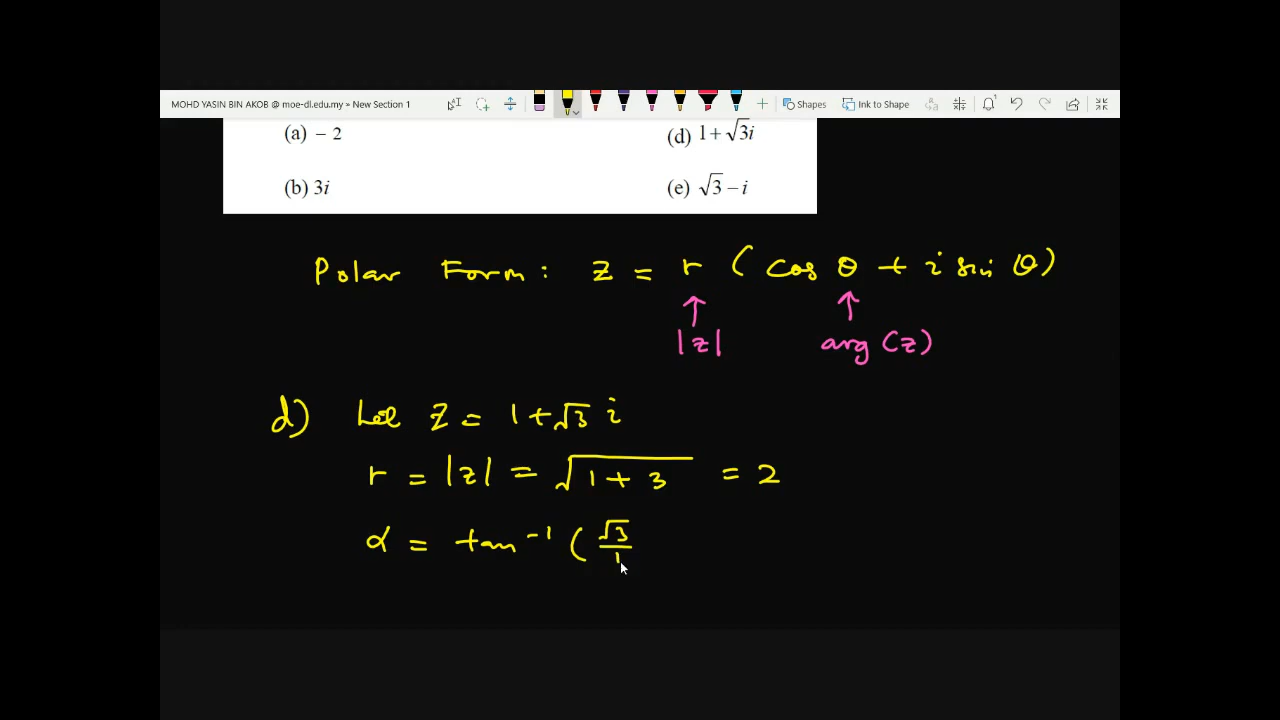 MOHD YASIN BIN AKOB @ moe-dl.edu.my » New Section 1
Shapes
Ink to Shape
(a) − 2
(d) 1 + √3i
(b) 3i
(e) √3 − i
Polar Form : z = r ( cos θ + i sin θ )
|z|
arg (z)
d) Let z = 1 + √3 i
r = |z| = √1 + 3 = 2
α = tan⁻¹ ( √3/1